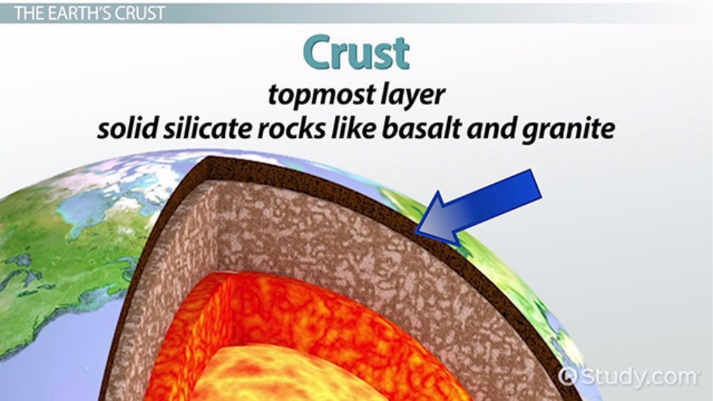 THE EARTH'S CRUST
Crust
topmost layer
solid silicate rocks like basalt and granite
Study.com